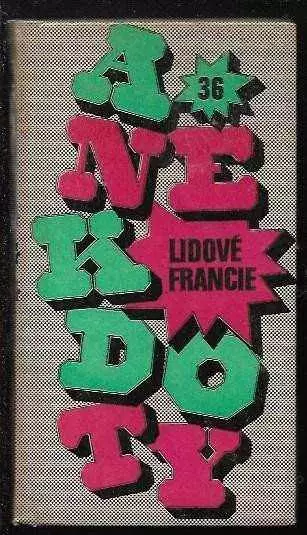 A
36
NE
K
LIDOVÉ
FRANCIE
DO
TY